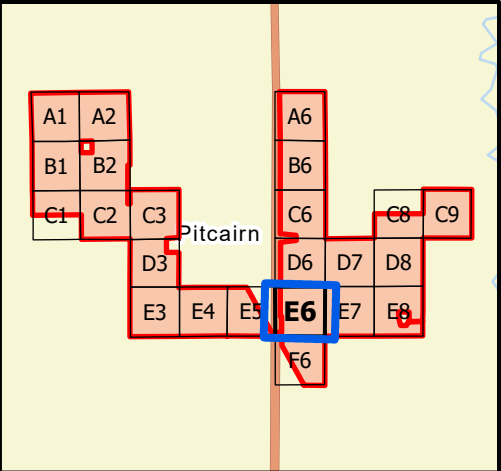 A1 A2 A6
B1 B2 B6
C1 C2 C3 C6 C8 C9
Pitcairn
D3 D6 D7 D8
E3 E4 E5 E6 E7 E8
F6